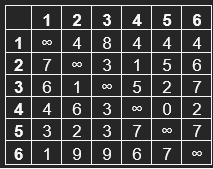 1 2 3 4 5 6
1 ∞ 4 8 4 4 4
2 7 ∞ 3 1 5 6
3 6 1 ∞ 5 2 7
4 4 6 3 ∞ 0 2
5 3 2 3 7 ∞ 7
6 1 9 9 6 7 ∞